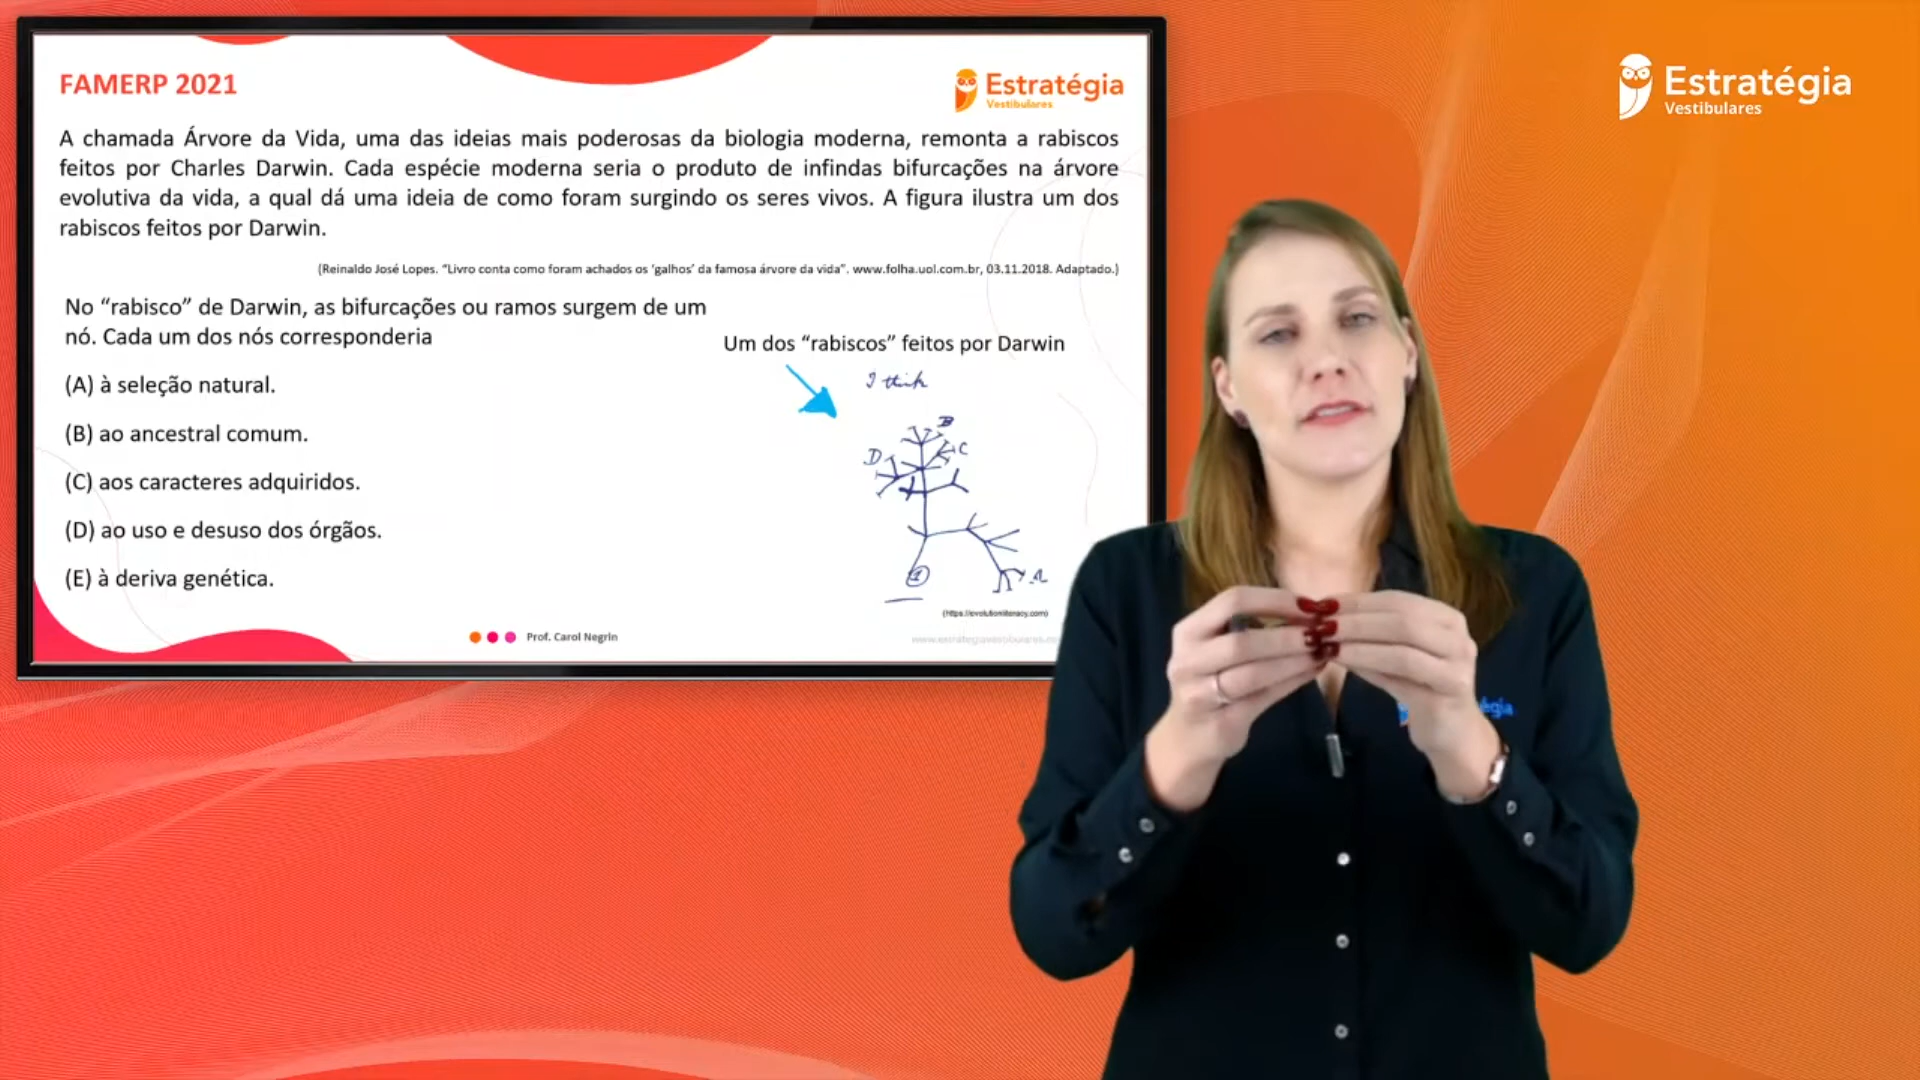 FAMERP 2021
Estratégia
Vestibulares
A chamada Árvore da Vida, uma das ideias mais poderosas da biologia moderna, remonta a rabiscos
feitos por Charles Darwin. Cada espécie moderna seria o produto de infindas bifurcações na árvore
evolutiva da vida, a qual dá uma ideia de como foram surgindo os seres vivos. A figura ilustra um dos
rabiscos feitos por Darwin.
(Reinaldo José Lopes. “Livro conta como foram achados os ‘galhos’ da famosa árvore da vida”. www.folha.uol.com.br, 03.11.2018. Adaptado.)
No “rabisco” de Darwin, as bifurcações ou ramos surgem de um
nó. Cada um dos nós corresponderia
(A) à seleção natural.
(B) ao ancestral comum.
(C) aos caracteres adquiridos.
(D) ao uso e desuso dos órgãos.
(E) à deriva genética.
Um dos “rabiscos” feitos por Darwin
I think
B
C
D
1
A
(https://evolutionliteracy.com)
Prof. Carol Negrin
Estratégia
Vestibulares